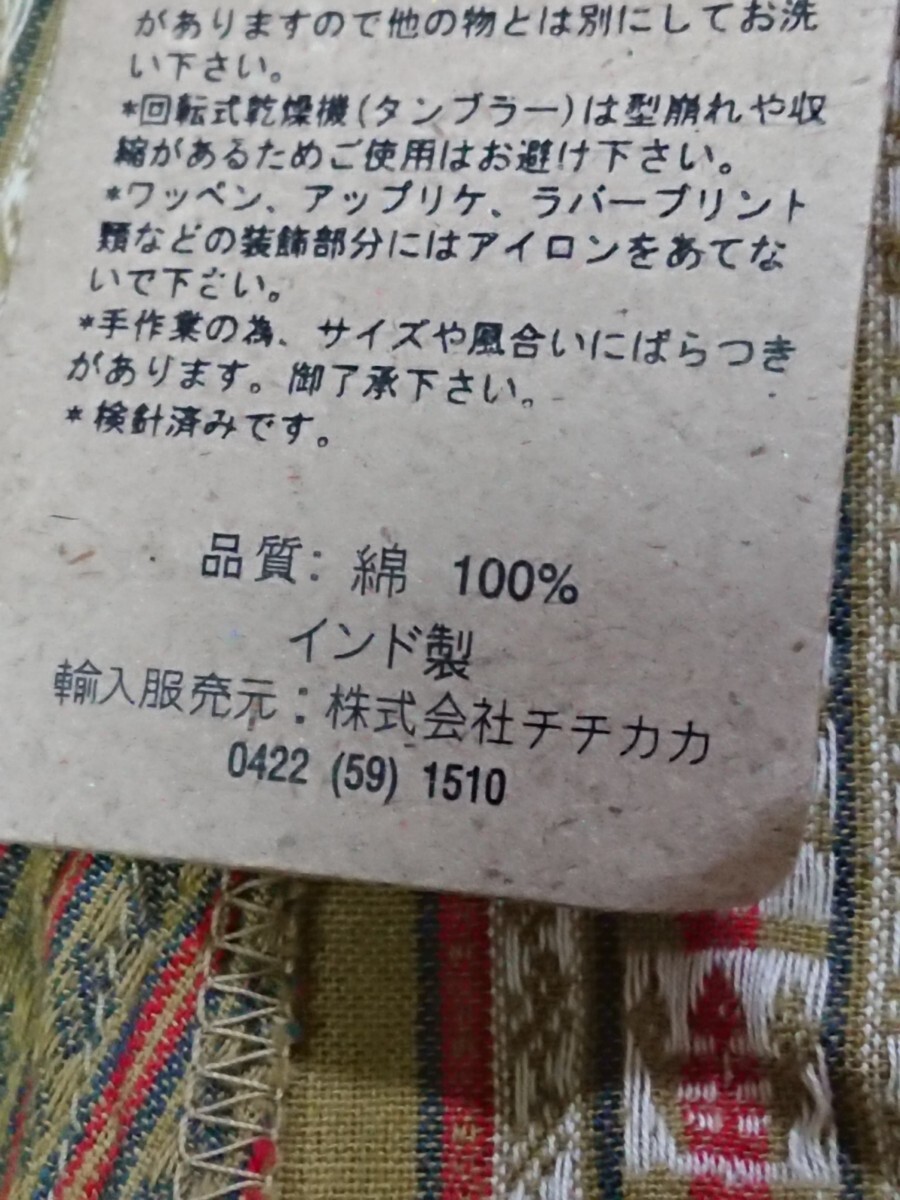 がありますので他の物とは別にしてお洗
い下さい。
*回転式乾燥機(タンブラー)は型崩れや収
縮があるためご使用はお避け下さい。
*ワッペン、アップリケ、ラバープリント
類などの装飾部分にはアイロンをあてな
いで下さい。
*手作業の為、サイズや風合いにばらつき
があります。御了承下さい。
*検針済みです。
品質: 綿 100%
インド製
輸入服売元:株式会社チチカカ
0422 (59) 1510